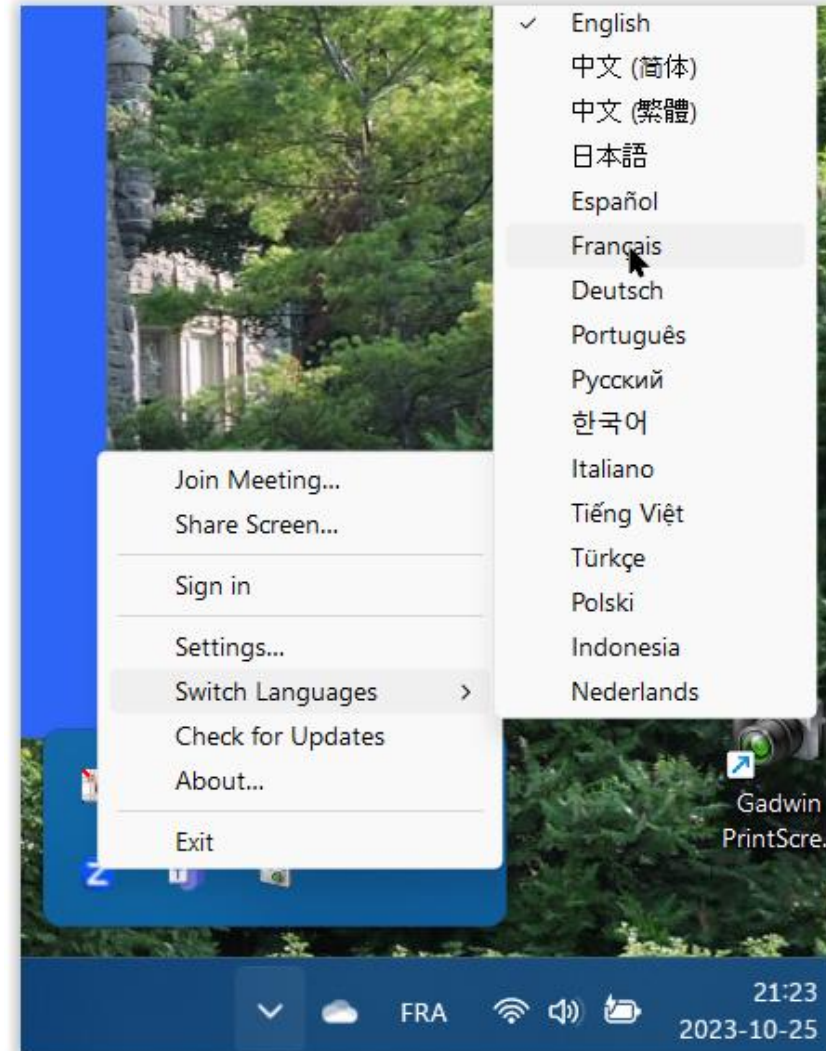 English
中文 (简体)
中文 (繁體)
日本語
Español
Français
Deutsch
Português
Русский
한국어
Italiano
Tiếng Việt
Türkçe
Polski
Indonesia
Nederlands
Join Meeting...
Share Screen...
Sign in
Settings...
Switch Languages
Check for Updates
About...
Exit
Gadwin
PrintScre.
FRA
21:23
2023-10-25